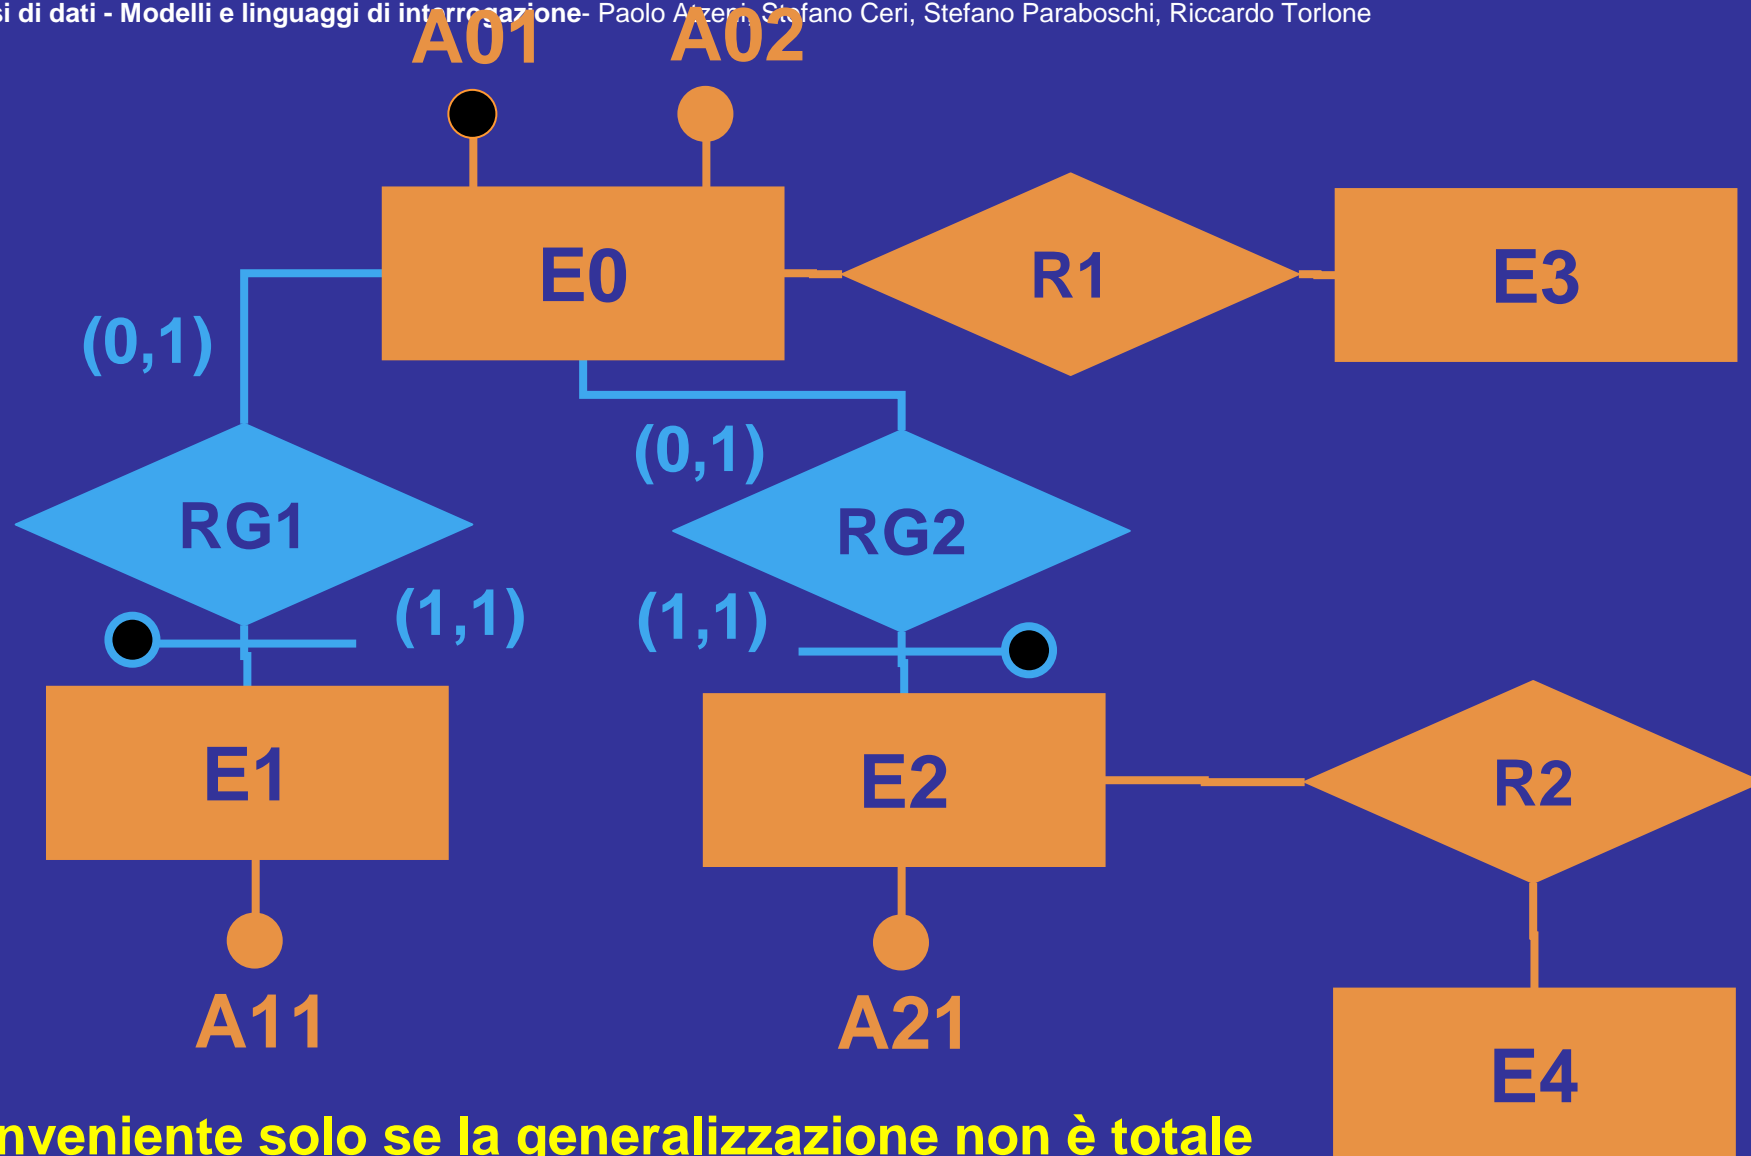 si di dati - Modelli e linguaggi di interrogazione- Paolo Atzeni, Stefano Ceri, Stefano Paraboschi, Riccardo Torlone
A01 A02
E0 R1 E3
(0,1)
(0,1)
RG1 RG2
(1,1) (1,1)
E1 E2 R2
A11 A21
E4
nveniente solo se la generalizzazione non è totale